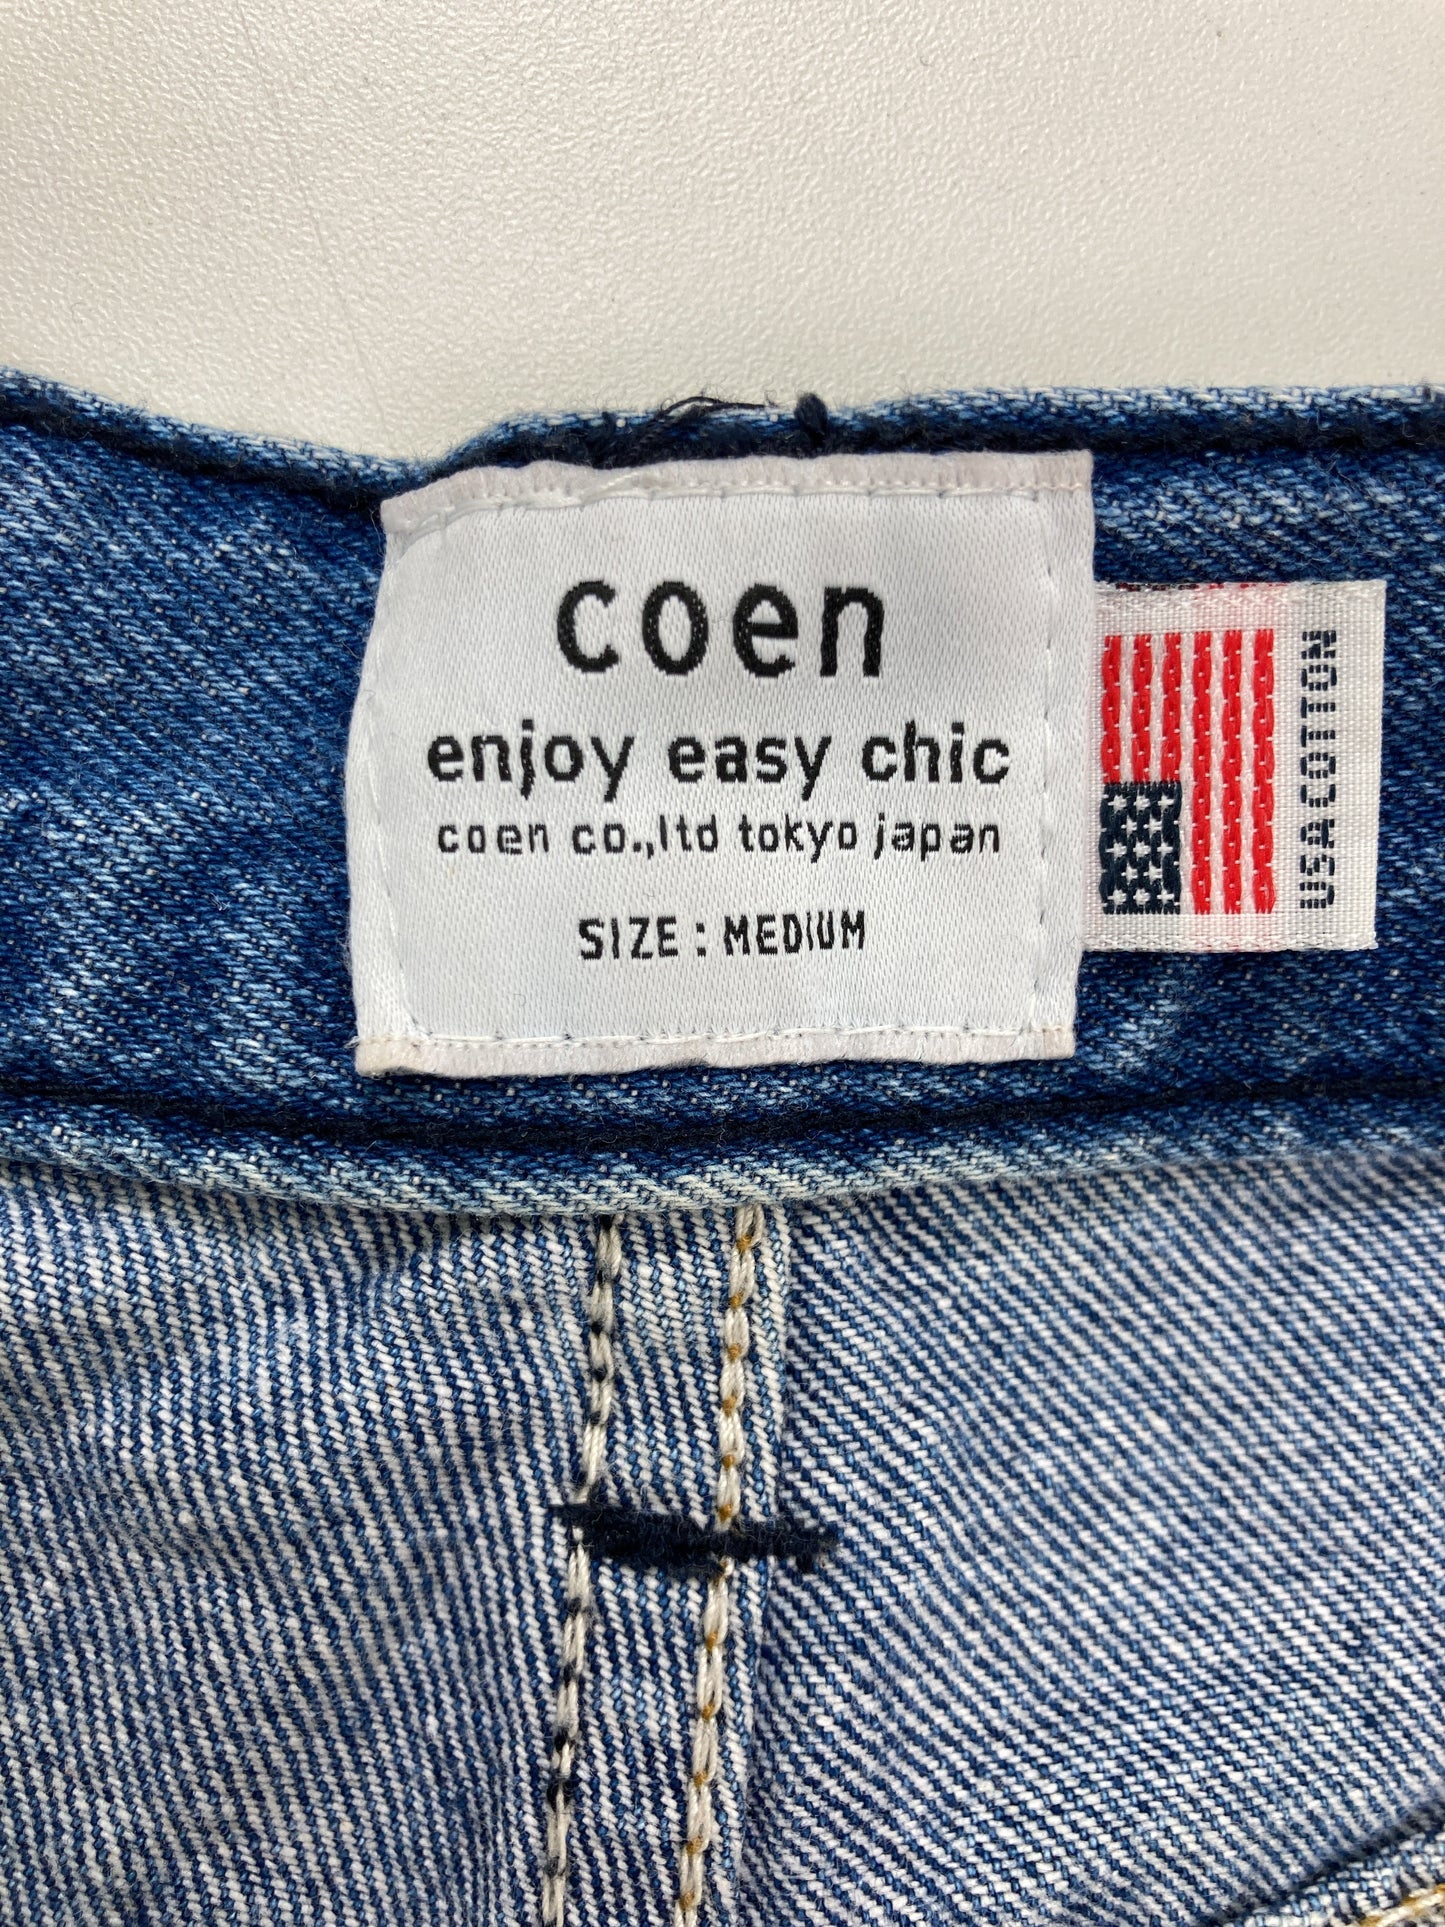 coen
enjoy easy chic
coen co.,ltd tokyo japan
SIZE : MEDIUM
USA COTTON